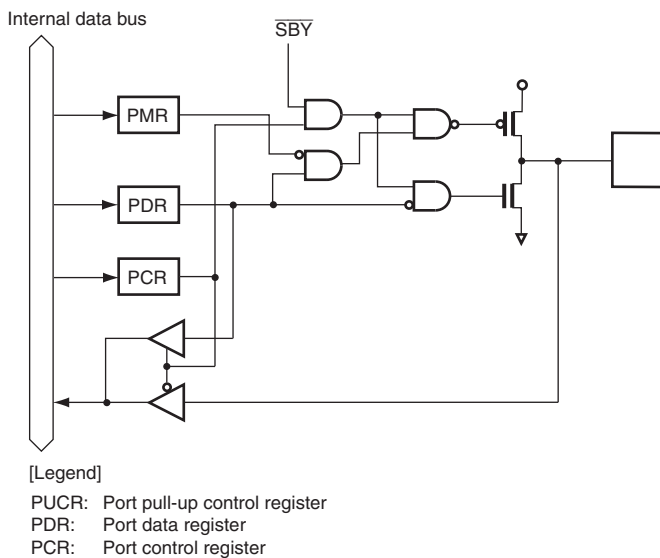 Internal data bus
SBY
PMR
PDR
PCR
[Legend]
PUCR: Port pull-up control register
PDR: Port data register
PCR: Port control register